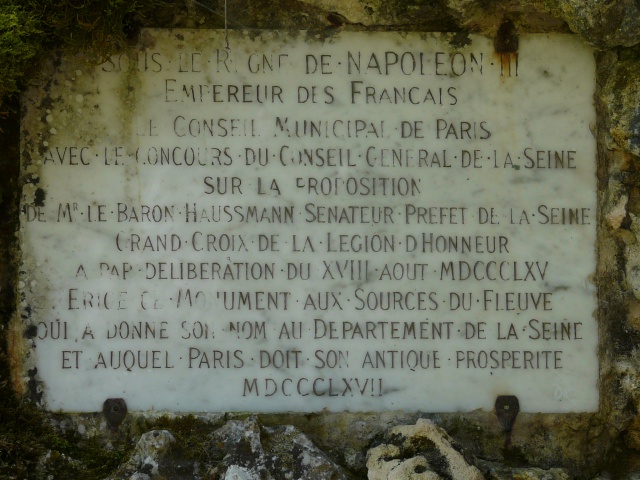 SOUS·LE·REGNE·DE·NAPOLEON·III
EMPEREUR DES FRANCAIS
LE CONSEIL MUNICIPAL DE PARIS
AVEC·LE·CONCOURS·DU·CONSEIL·GENERAL·DE·LA·SEINE
SUR·LA·PROPOSITION
DE·MR·LE·BARON·HAUSSMANN·SENATEUR·PREFET·DE·LA·SEINE
GRAND·CROIX·DE·LA·LEGION·D'HONNEUR
A PAR·DELIBERATION·DU·XVIII·AOUT·MDCCCLXV
ERIGE CE·MONUMENT·AUX·SOURCES·DU·FLEUVE
QUI A DONNE SON·NOM AU DEPARTEMENT·DE·LA·SEINE
ET·AUQUEL·PARIS·DOIT·SON·ANTIQUE·PROSPERITE
MDCCCLXVII